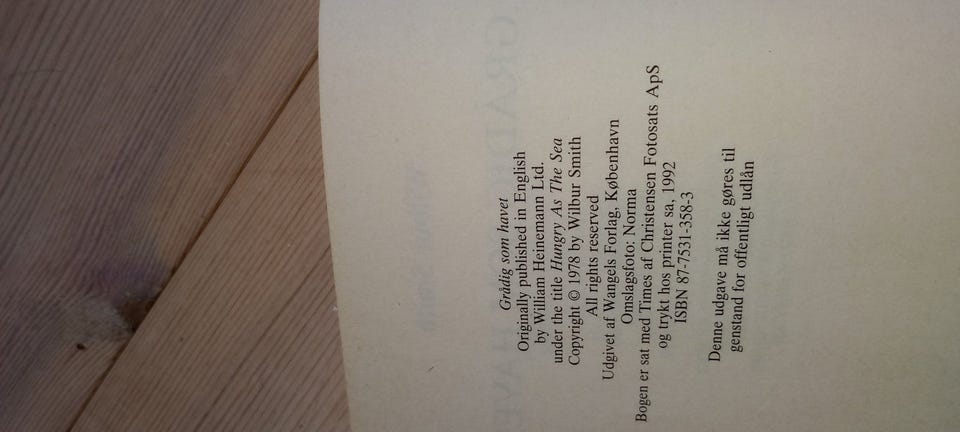 Grådig som havet
Originally published in English
by William Heinemann Ltd.
under the title Hungry As The Sea
Copyright © 1978 by Wilbur Smith
All rights reserved
Udgivet af Wangels Forlag, København
Omslagsfoto: Norma
Bogen er sat med Times af Christensen Fotosats ApS
og trykt hos printer sa, 1992
ISBN 87-7531-358-3
Denne udgave må ikke gøres til
genstand for offentligt udlån